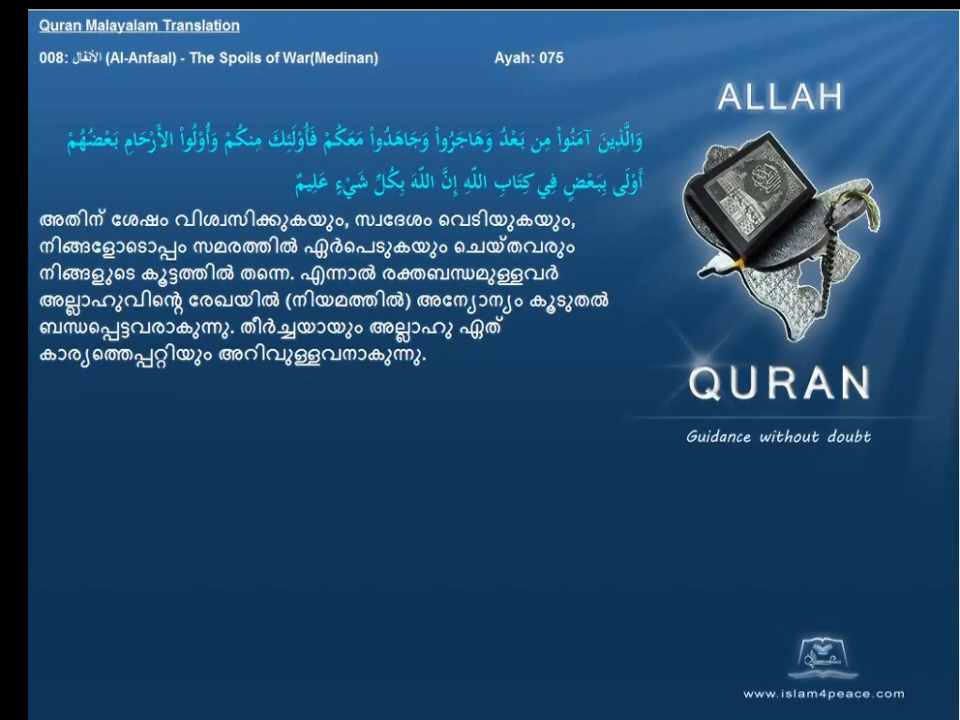 Quran Malayalam Translation
008: الأنفال (Al-Anfaal) - The Spoils of War(Medinan) Ayah: 075
وَالَّذِينَ آمَنُواْ مِن بَعْدُ وَهَاجَرُواْ وَجَاهَدُواْ مَعَكُمْ فَأُوْلَئِكَ مِنكُمْ وَأُوْلُواْ الأَرْحَامِ بَعْضُهُمْ
أَوْلَى بِبَعْضٍ فِي كِتَابِ اللّهِ إِنَّ اللّهَ بِكُلِّ شَيْءٍ عَلِيمٌ
അതിന് ശേഷം വിശ്വസിക്കുകയും, സ്വദേശം വെടിയുകയും,
നിങ്ങളോടൊപ്പം സമരത്തില്‍ ഏര്‍പെടുകയും ചെയ്തവരും
നിങ്ങളുടെ കൂട്ടത്തില്‍ തന്നെ. എന്നാല്‍ രക്തബന്ധമുള്ളവര്‍
അല്ലാഹുവിന്റെ രേഖയില്‍ (നിയമത്തില്‍) അന്യോന്യം കൂടുതല്‍
ബന്ധപ്പെട്ടവരാകുന്നു. തീര്‍ച്ചയായും അല്ലാഹു ഏത്
കാര്യത്തെപ്പറ്റിയും അറിവുള്ളവനാകുന്നു.
ALLAH
QURAN
Guidance without doubt
www.islam4peace.com